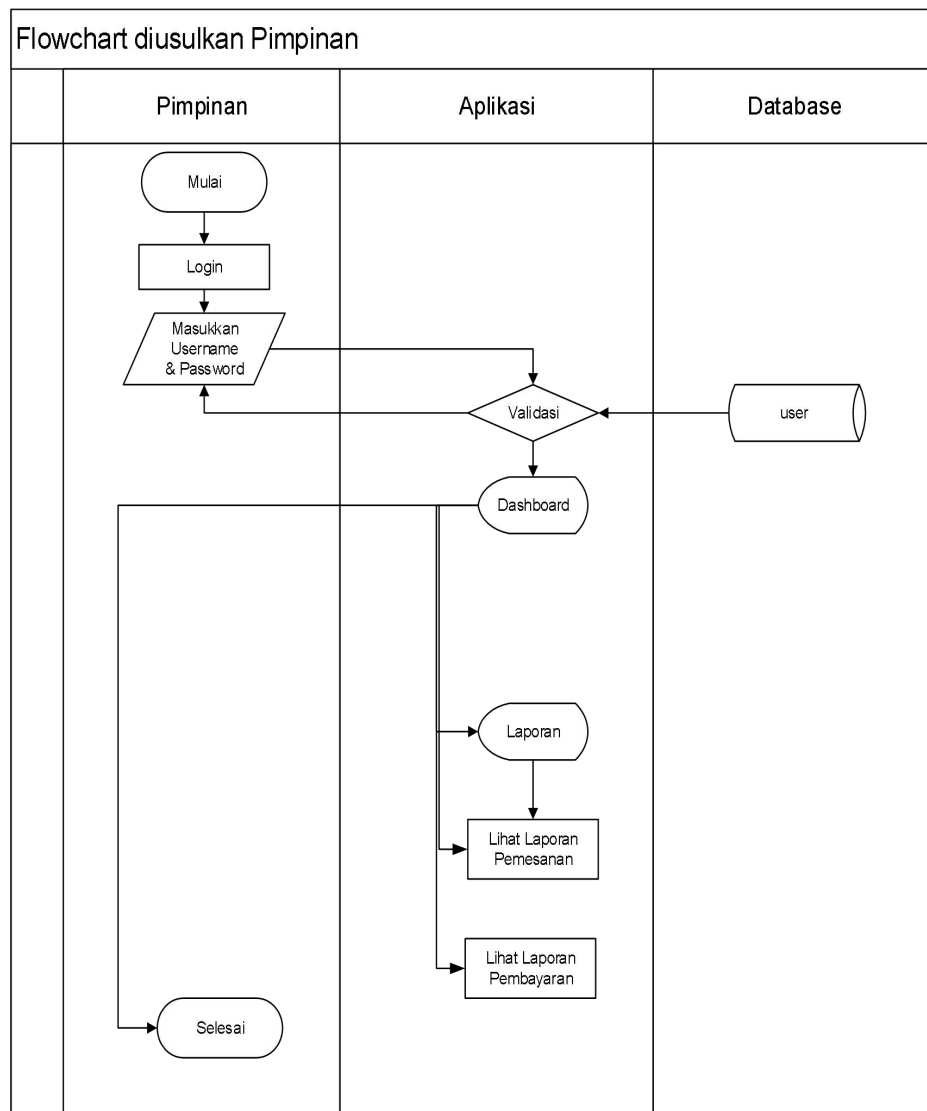 Flowchart diusulkan Pimpinan
Pimpinan
Aplikasi
Database
Mulai
Login
Masukkan
Username
& Password
Validasi
user
Dashboard
Laporan
Lihat Laporan
Pemesanan
Lihat Laporan
Pembayaran
Selesai